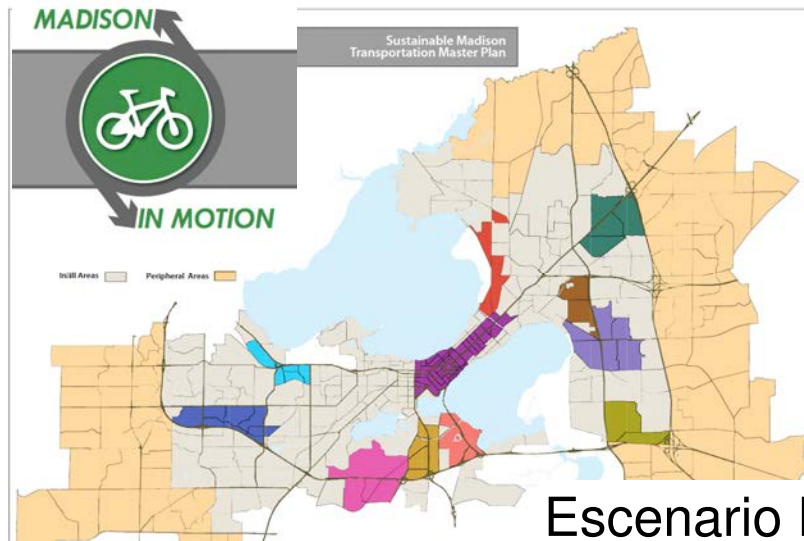 MADISON
IN MOTION
Sustainable Madison
Transportation Master Plan
Infill Areas
Peripheral Areas
Escenario